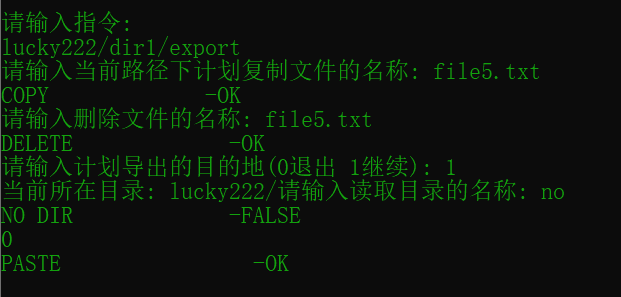 请输入指令:
lucky222/dir1/export
请输入当前路径下计划复制文件的名称: file5.txt
COPY -OK
请输入删除文件的名称: file5.txt
DELETE -OK
请输入计划导出的目的地(0退出 1继续): 1
当前所在目录: lucky222/请输入读取目录的名称: no
NO DIR -FALSE
0
PASTE -OK